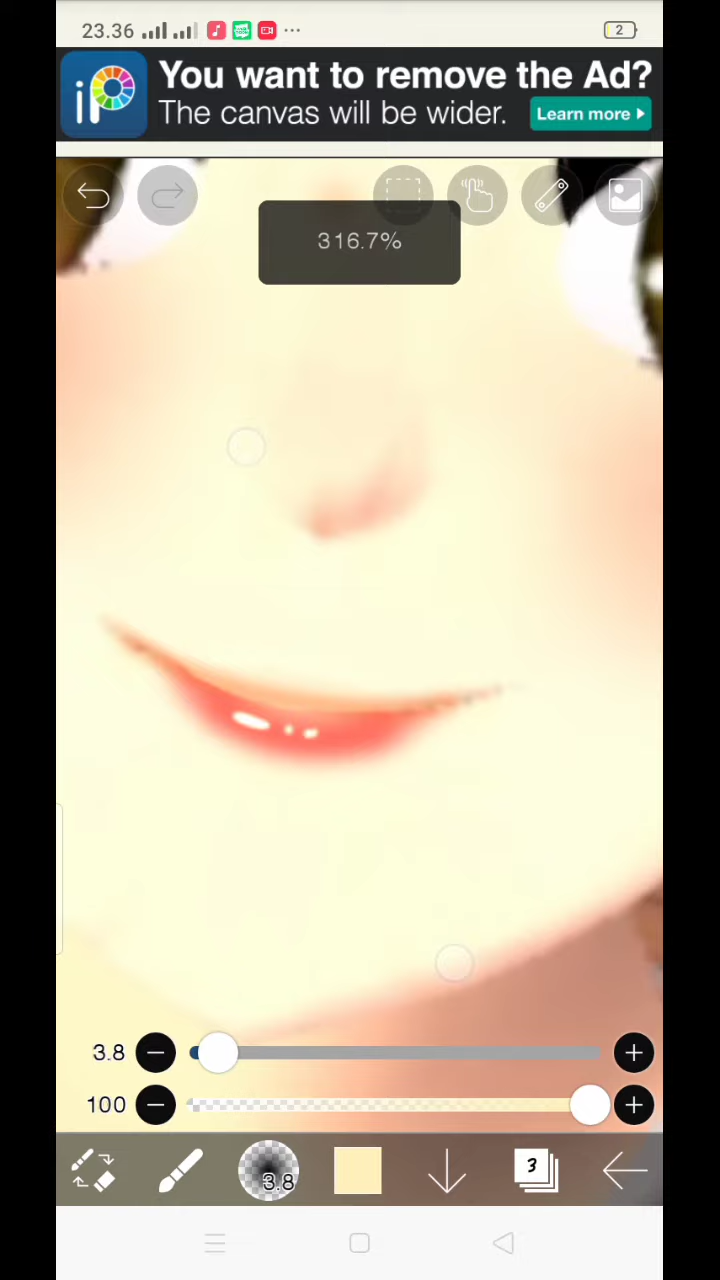 23.36
2
iP
You want to remove the Ad?
The canvas will be wider.
Learn more
316.7%
3.8
100
3.8
3